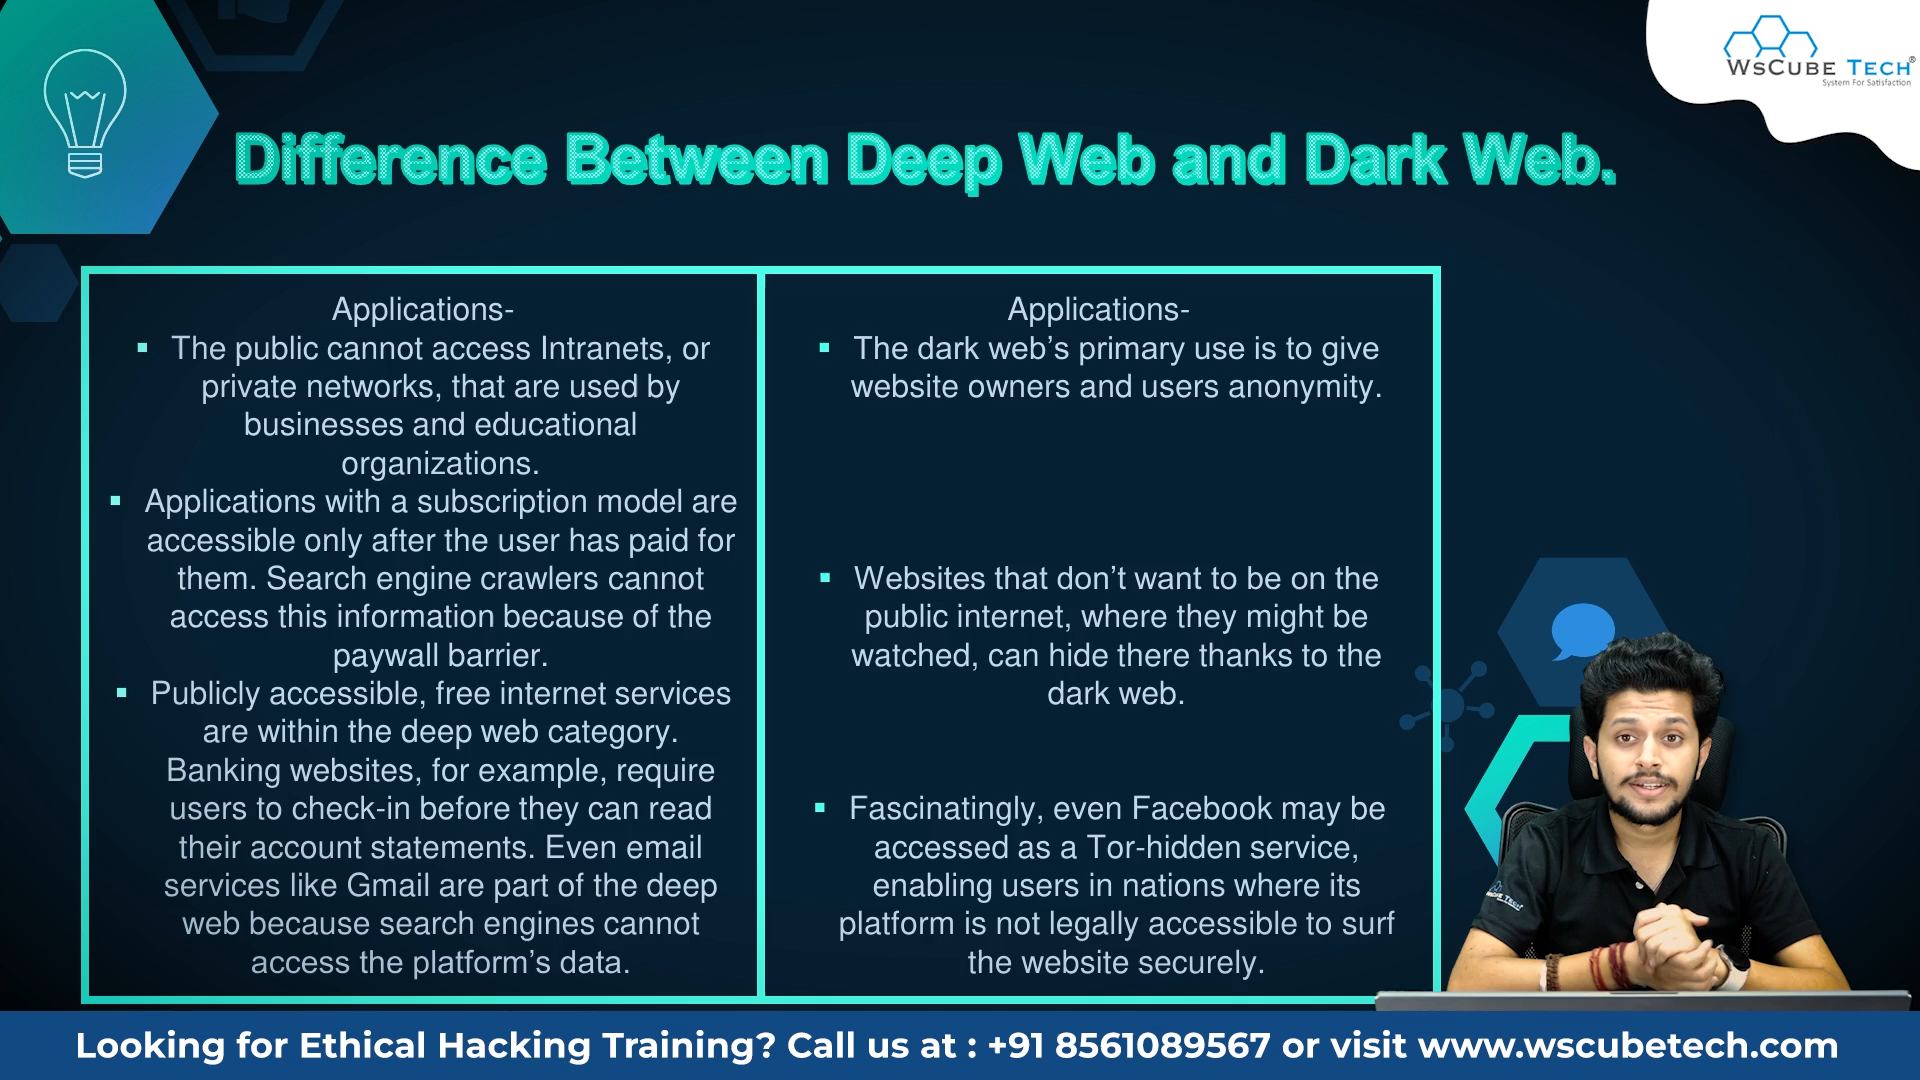 WsCube Tech®
System For Satisfaction
Difference Between Deep Web and Dark Web.
Applications-
▪ The public cannot access Intranets, or
private networks, that are used by
businesses and educational
organizations.
▪ Applications with a subscription model are
accessible only after the user has paid for
them. Search engine crawlers cannot
access this information because of the
paywall barrier.
▪ Publicly accessible, free internet services
are within the deep web category.
Banking websites, for example, require
users to check-in before they can read
their account statements. Even email
services like Gmail are part of the deep
web because search engines cannot
access the platform’s data.
Applications-
▪ The dark web’s primary use is to give
website owners and users anonymity.
▪ Websites that don’t want to be on the
public internet, where they might be
watched, can hide there thanks to the
dark web.
▪ Fascinatingly, even Facebook may be
accessed as a Tor-hidden service,
enabling users in nations where its
platform is not legally accessible to surf
the website securely.
Looking for Ethical Hacking Training? Call us at : +91 8561089567 or visit www.wscubetech.com